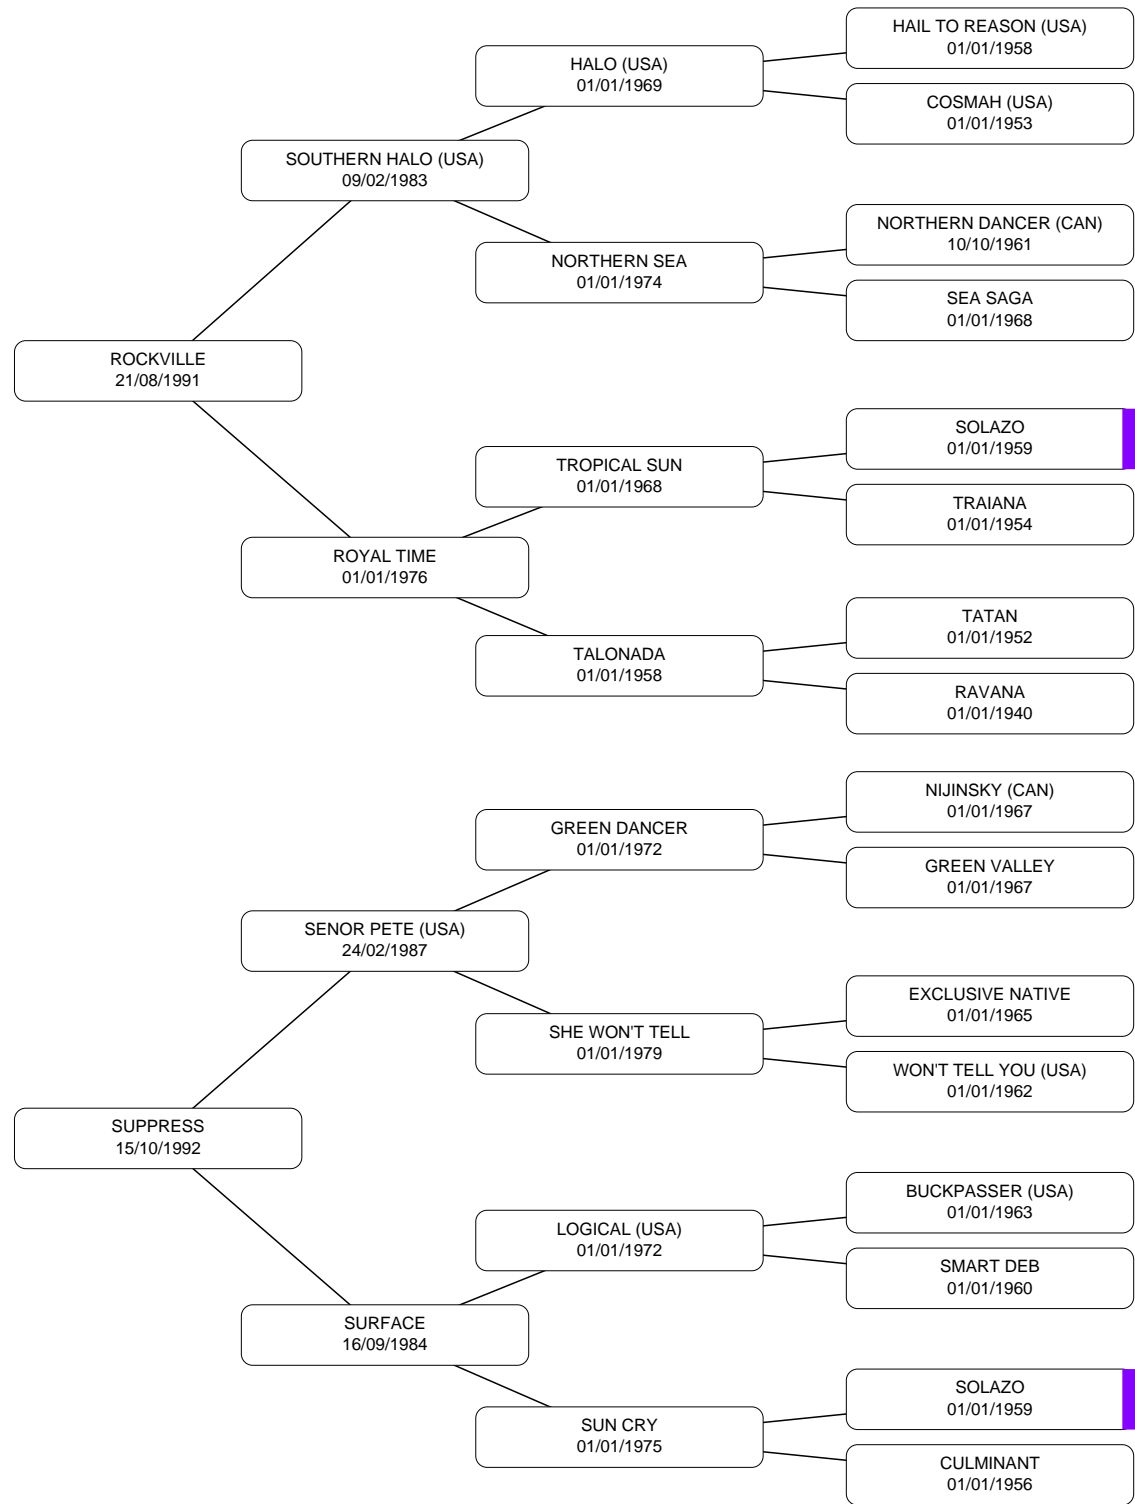 HAIL TO REASON (USA)
01/01/1958
HALO (USA)
01/01/1969
COSMAH (USA)
01/01/1953
SOUTHERN HALO (USA)
09/02/1983
NORTHERN DANCER (CAN)
10/10/1961
NORTHERN SEA
01/01/1974
SEA SAGA
01/01/1968
ROCKVILLE
21/08/1991
SOLAZO
01/01/1959
TROPICAL SUN
01/01/1968
TRAIANA
01/01/1954
ROYAL TIME
01/01/1976
TATAN
01/01/1952
TALONADA
01/01/1958
RAVANA
01/01/1940
NIJINSKY (CAN)
01/01/1967
GREEN DANCER
01/01/1972
GREEN VALLEY
01/01/1967
SENOR PETE (USA)
24/02/1987
EXCLUSIVE NATIVE
01/01/1965
SHE WON'T TELL
01/01/1979
WON'T TELL YOU (USA)
01/01/1962
SUPPRESS
15/10/1992
BUCKPASSER (USA)
01/01/1963
LOGICAL (USA)
01/01/1972
SMART DEB
01/01/1960
SURFACE
16/09/1984
SOLAZO
01/01/1959
SUN CRY
01/01/1975
CULMINANT
01/01/1956